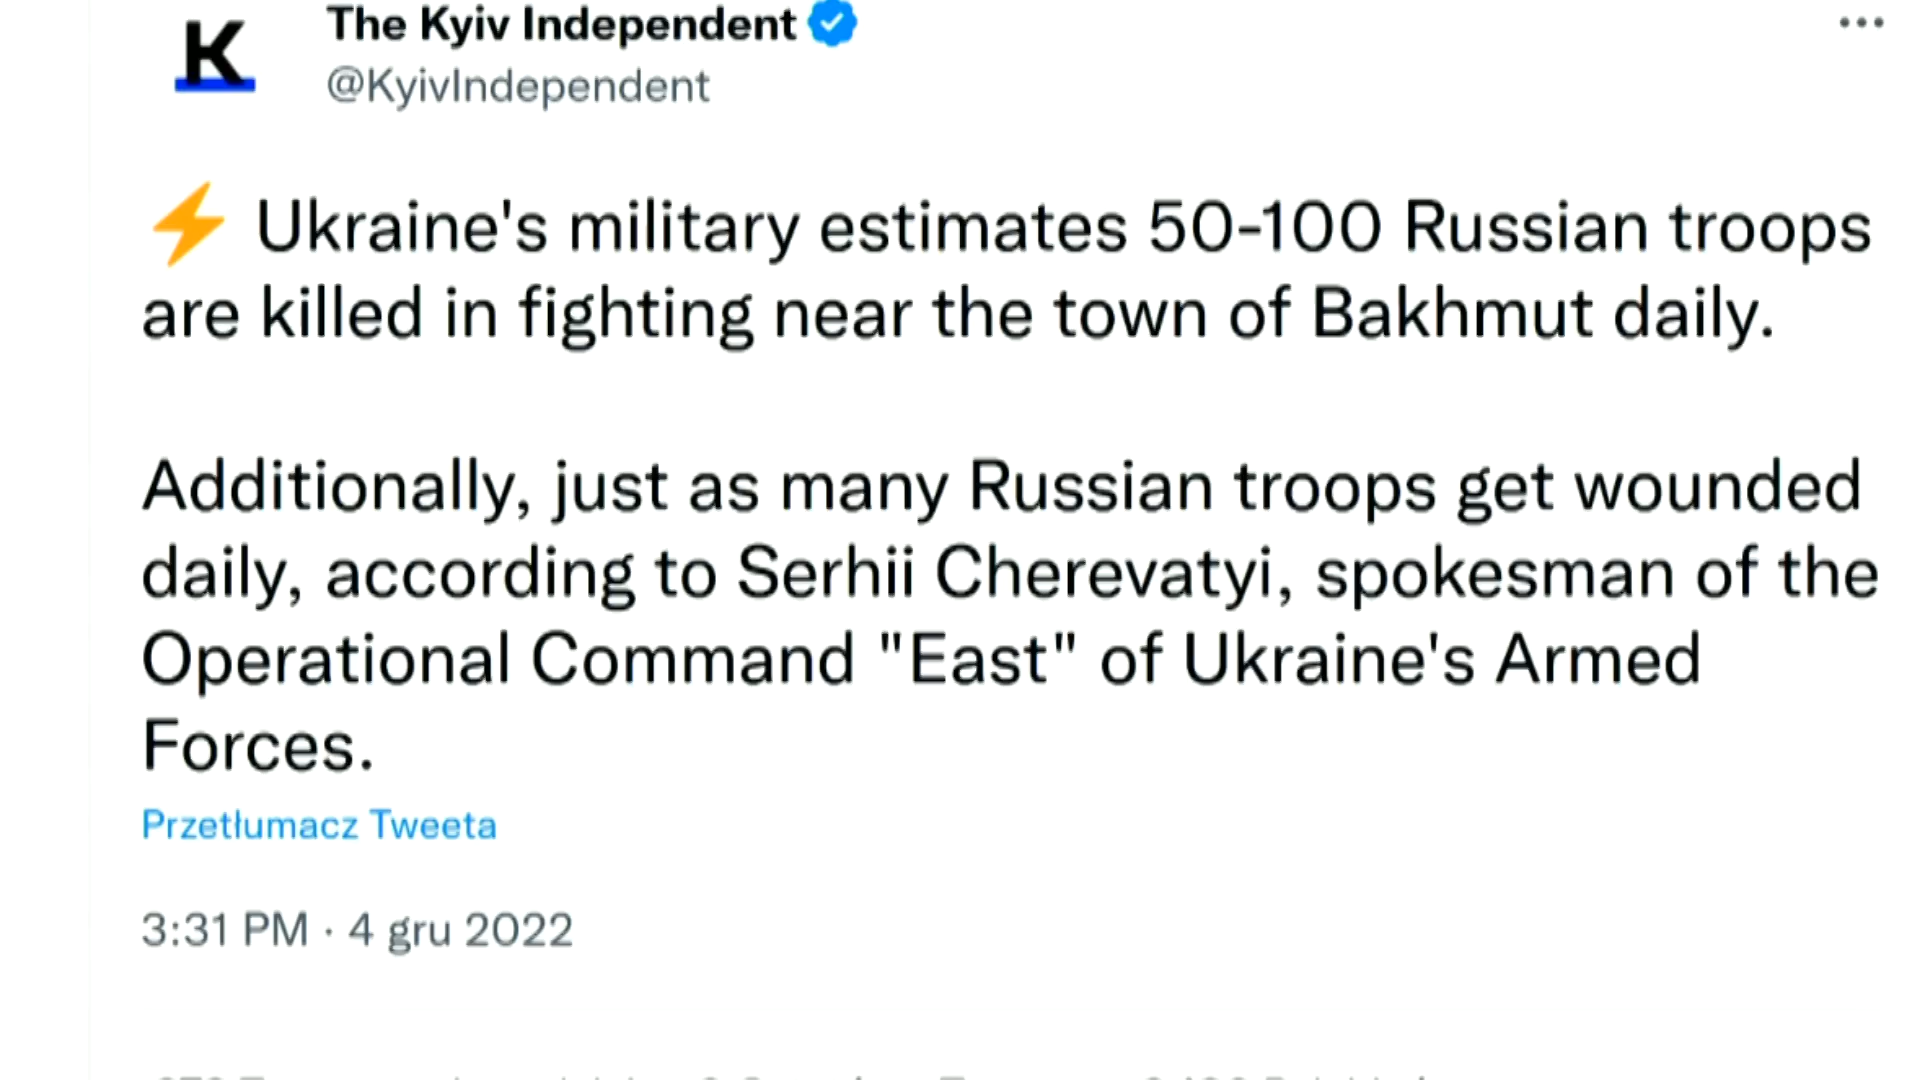 The Kyiv Independent
@KyivIndependent
⚡ Ukraine's military estimates 50-100 Russian troops
are killed in fighting near the town of Bakhmut daily.
Additionally, just as many Russian troops get wounded
daily, according to Serhii Cherevatyi, spokesman of the
Operational Command "East" of Ukraine's Armed
Forces.
Przetłumacz Tweeta
3:31 PM · 4 gru 2022